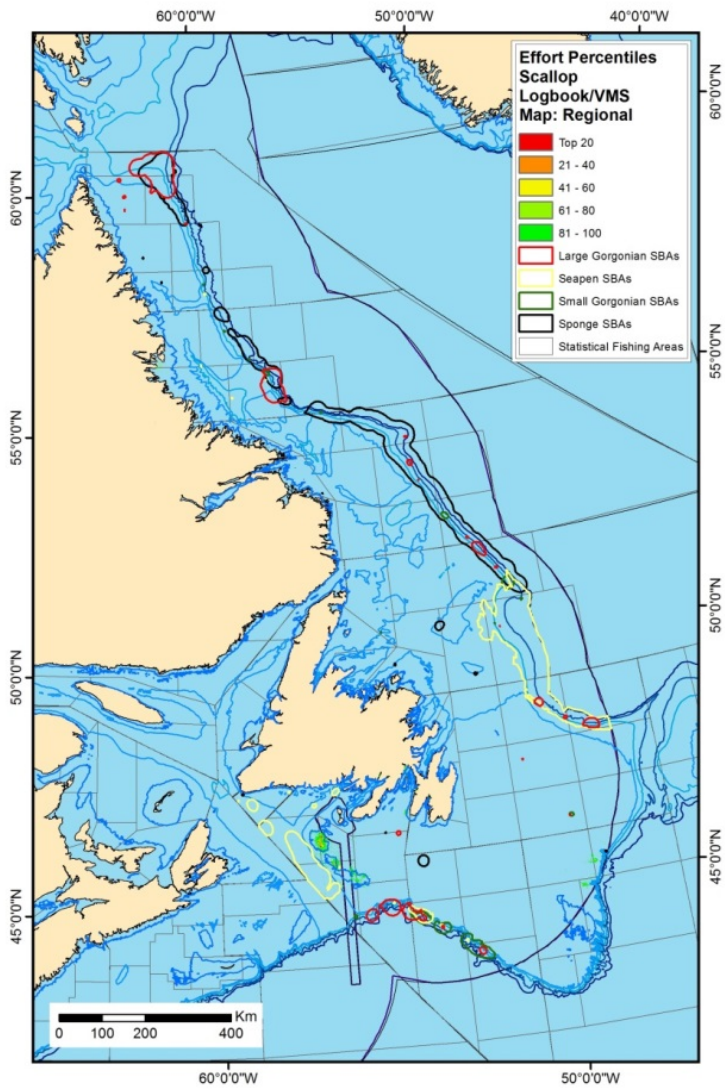 60°0'0"W 50°0'0"W 40°0'0"W
Effort Percentiles
Scallop
Logbook/VMS
Map: Regional
Top 20
21 - 40
41 - 60
61 - 80
81 - 100
Large Gorgonian SBAs
Seapen SBAs
Small Gorgonian SBAs
Sponge SBAs
Statistical Fishing Areas
60°0'0"N
55°0'0"N
50°0'0"N
45°0'0"N
60°0'0"N
55°0'0"N
50°0'0"N
45°0'0"N
Km
0 100 200 400
60°0'0"W 50°0'0"W